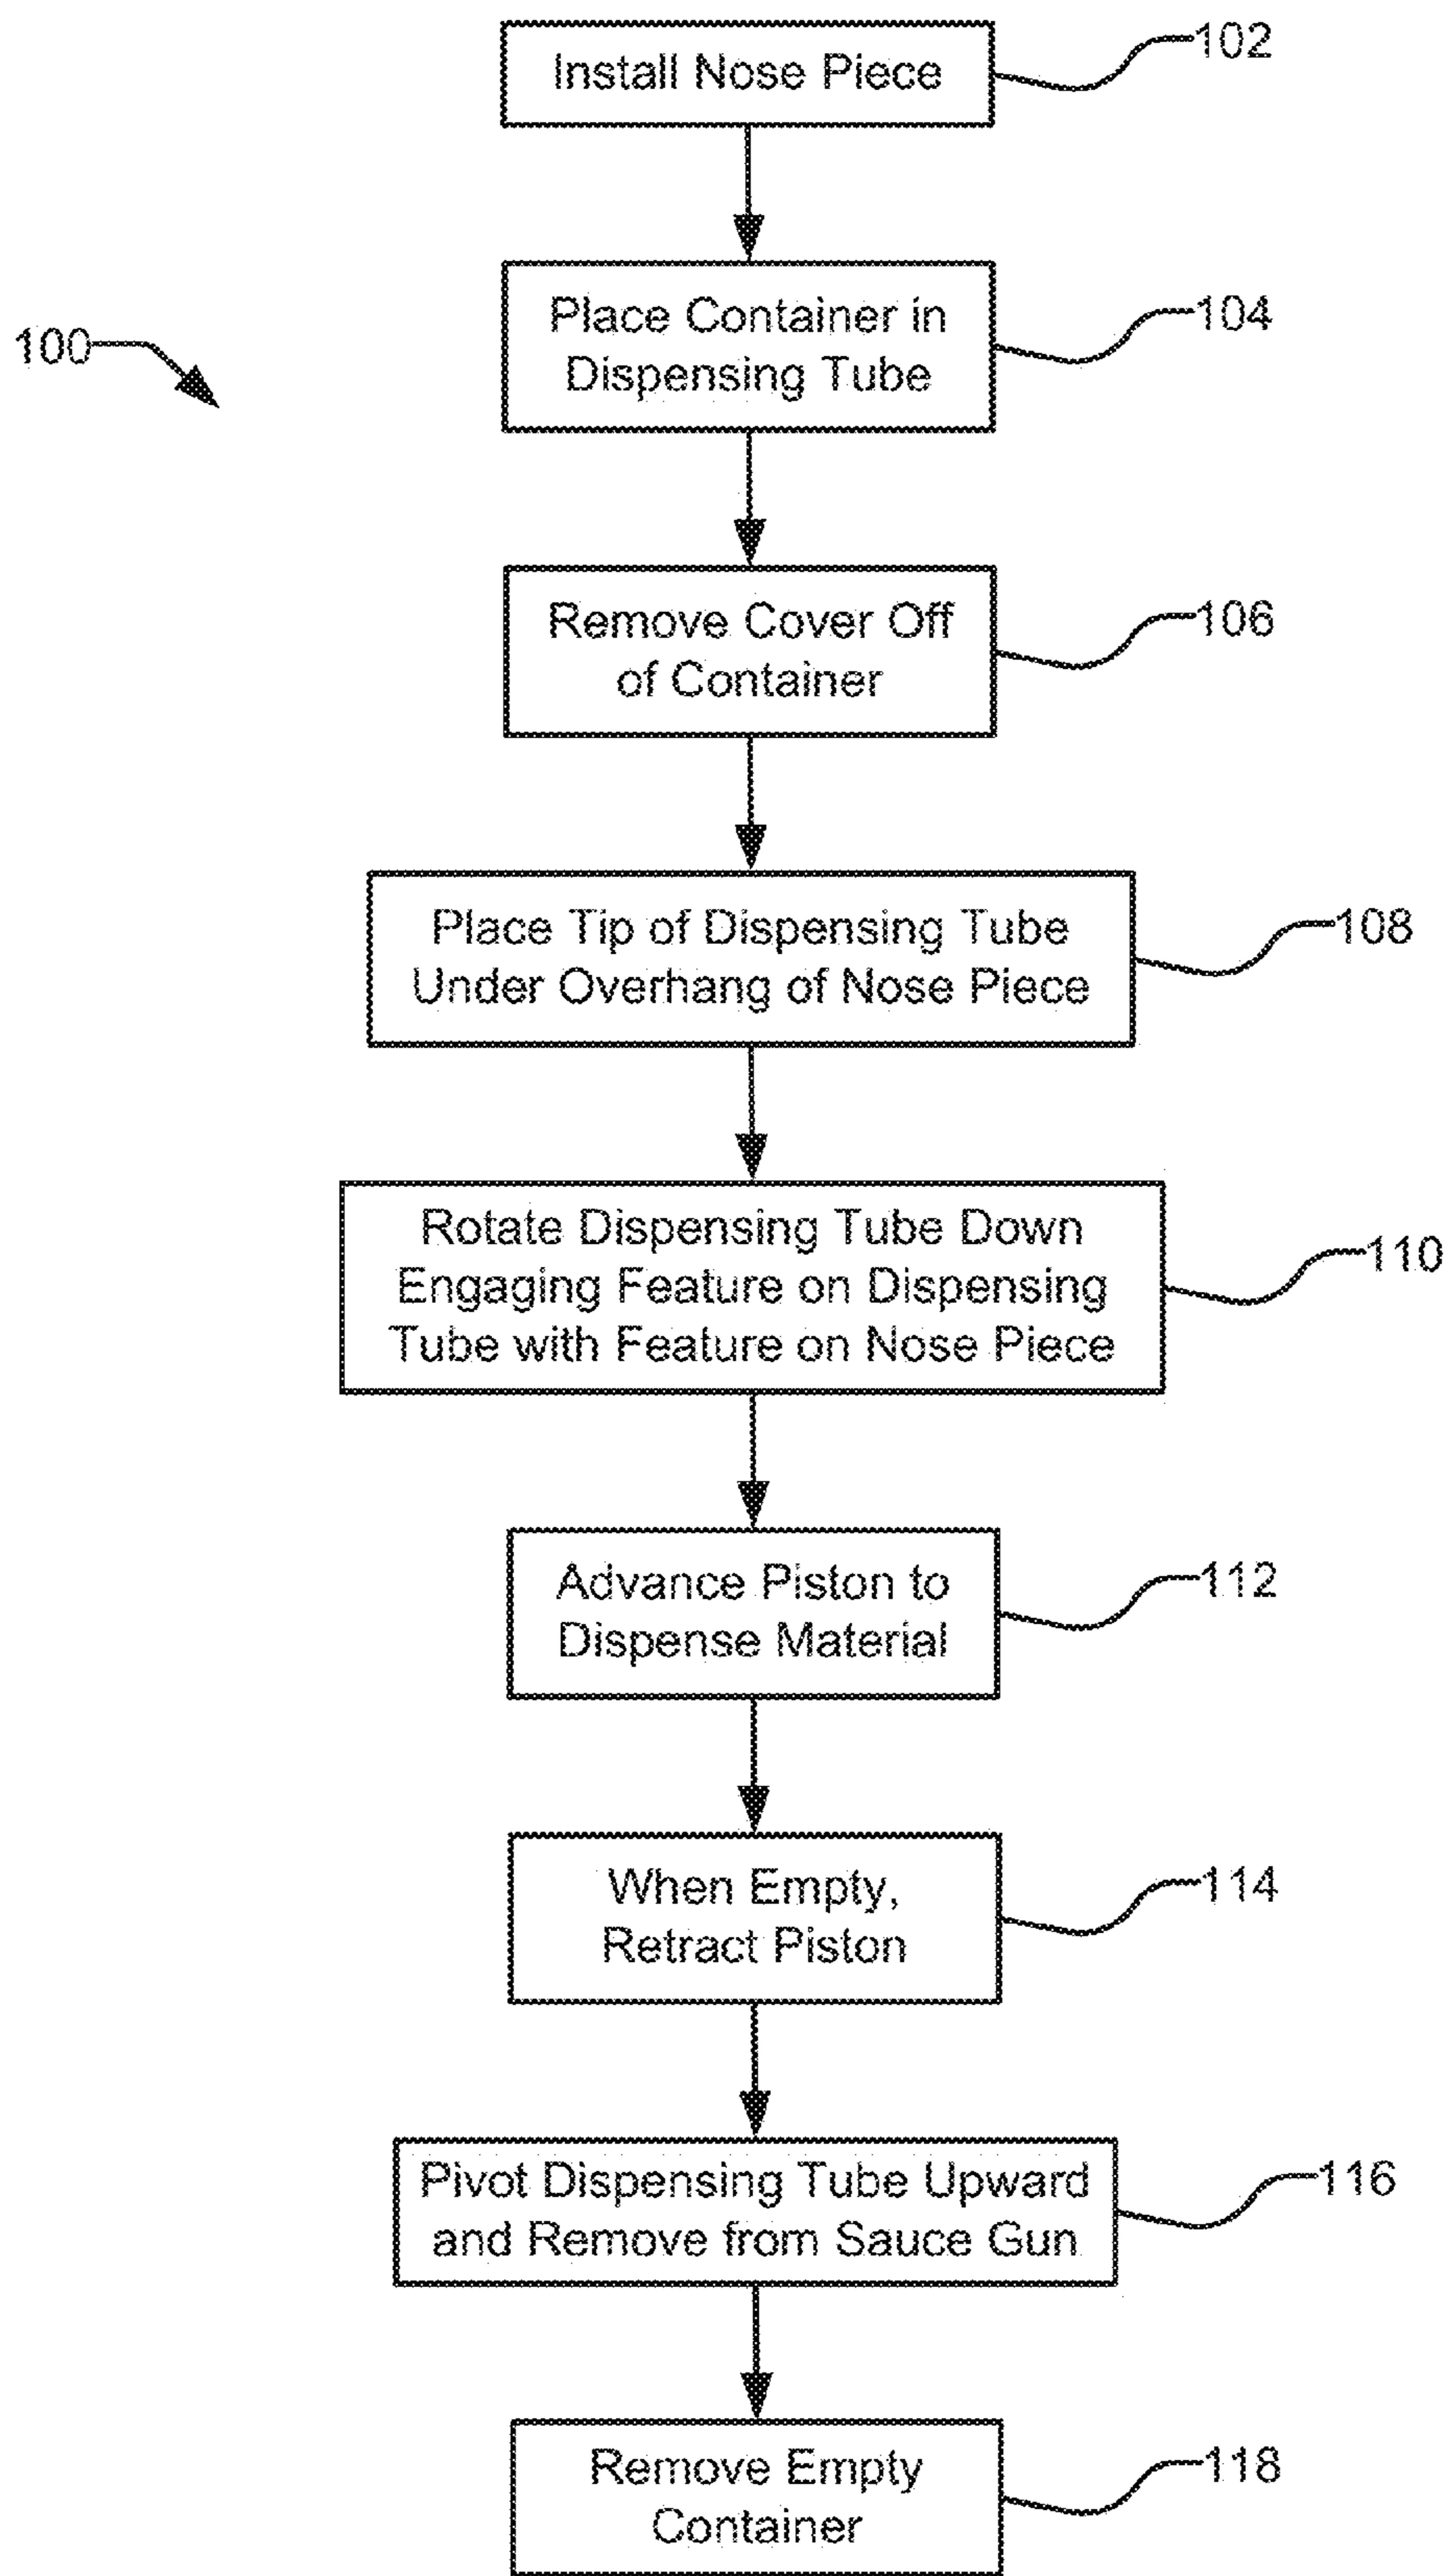 Install Nose Piece
102
100
Place Container in
Dispensing Tube
104
Remove Cover Off
of Container
106
Place Tip of Dispensing Tube
Under Overhang of Nose Piece
108
Rotate Dispensing Tube Down
Engaging Feature on Dispensing
Tube with Feature on Nose Piece
110
Advance Piston to
Dispense Material
112
When Empty,
Retract Piston
114
Pivot Dispensing Tube Upward
and Remove from Sauce Gun
116
Remove Empty
Container
118